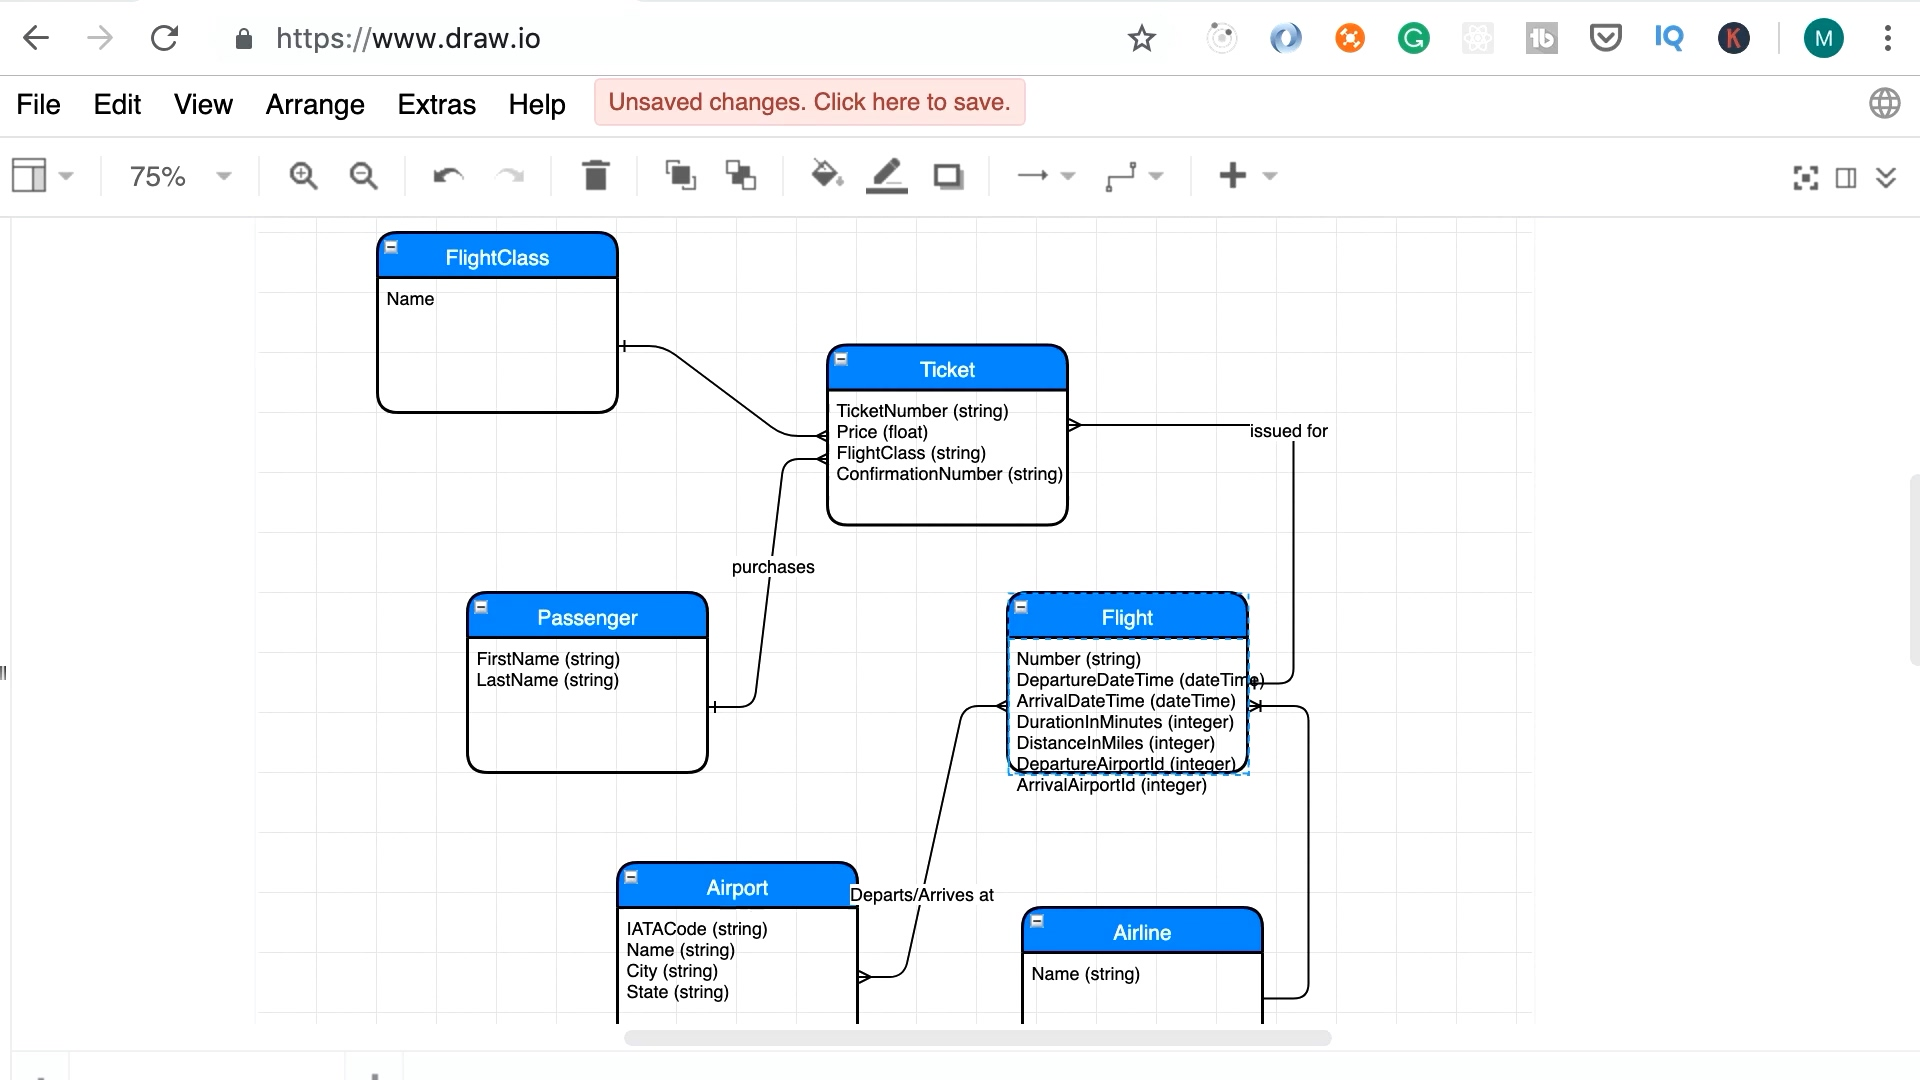 https://www.draw.io
M
File Edit View Arrange Extras Help Unsaved changes. Click here to save.
75%
FlightClass
Name
Ticket
TicketNumber (string)
Price (float)
FlightClass (string)
ConfirmationNumber (string)
issued for
purchases
Passenger
FirstName (string)
LastName (string)
Flight
Number (string)
DepartureDateTime (dateTime)
ArrivalDateTime (dateTime)
DurationInMinutes (integer)
DistanceInMiles (integer)
DepartureAirportId (integer)
ArrivalAirportId (integer)
Departs/Arrives at
Airport
IATACode (string)
Name (string)
City (string)
State (string)
Airline
Name (string)